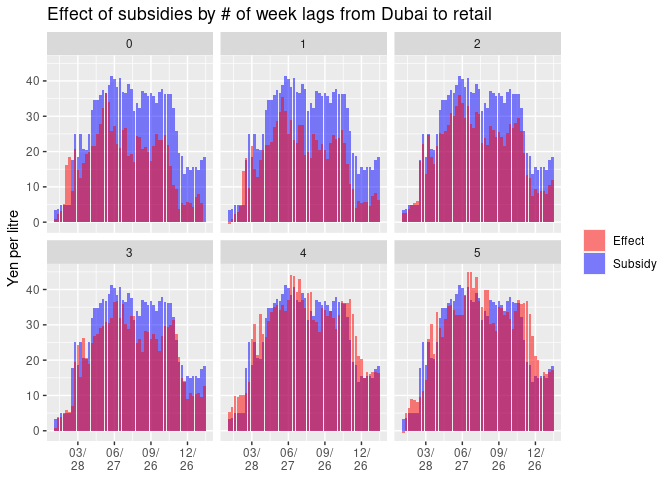 Effect of subsidies by # of week lags from Dubai to retail
0 1 2
40
30
20
10
0
Yen per litre
3 4 5
40
30
20
10
0
03/ 06/ 09/ 12/ 03/ 06/ 09/ 12/ 03/ 06/ 09/ 12/
28 27 26 26 28 27 26 26 28 27 26 26
Effect
Subsidy